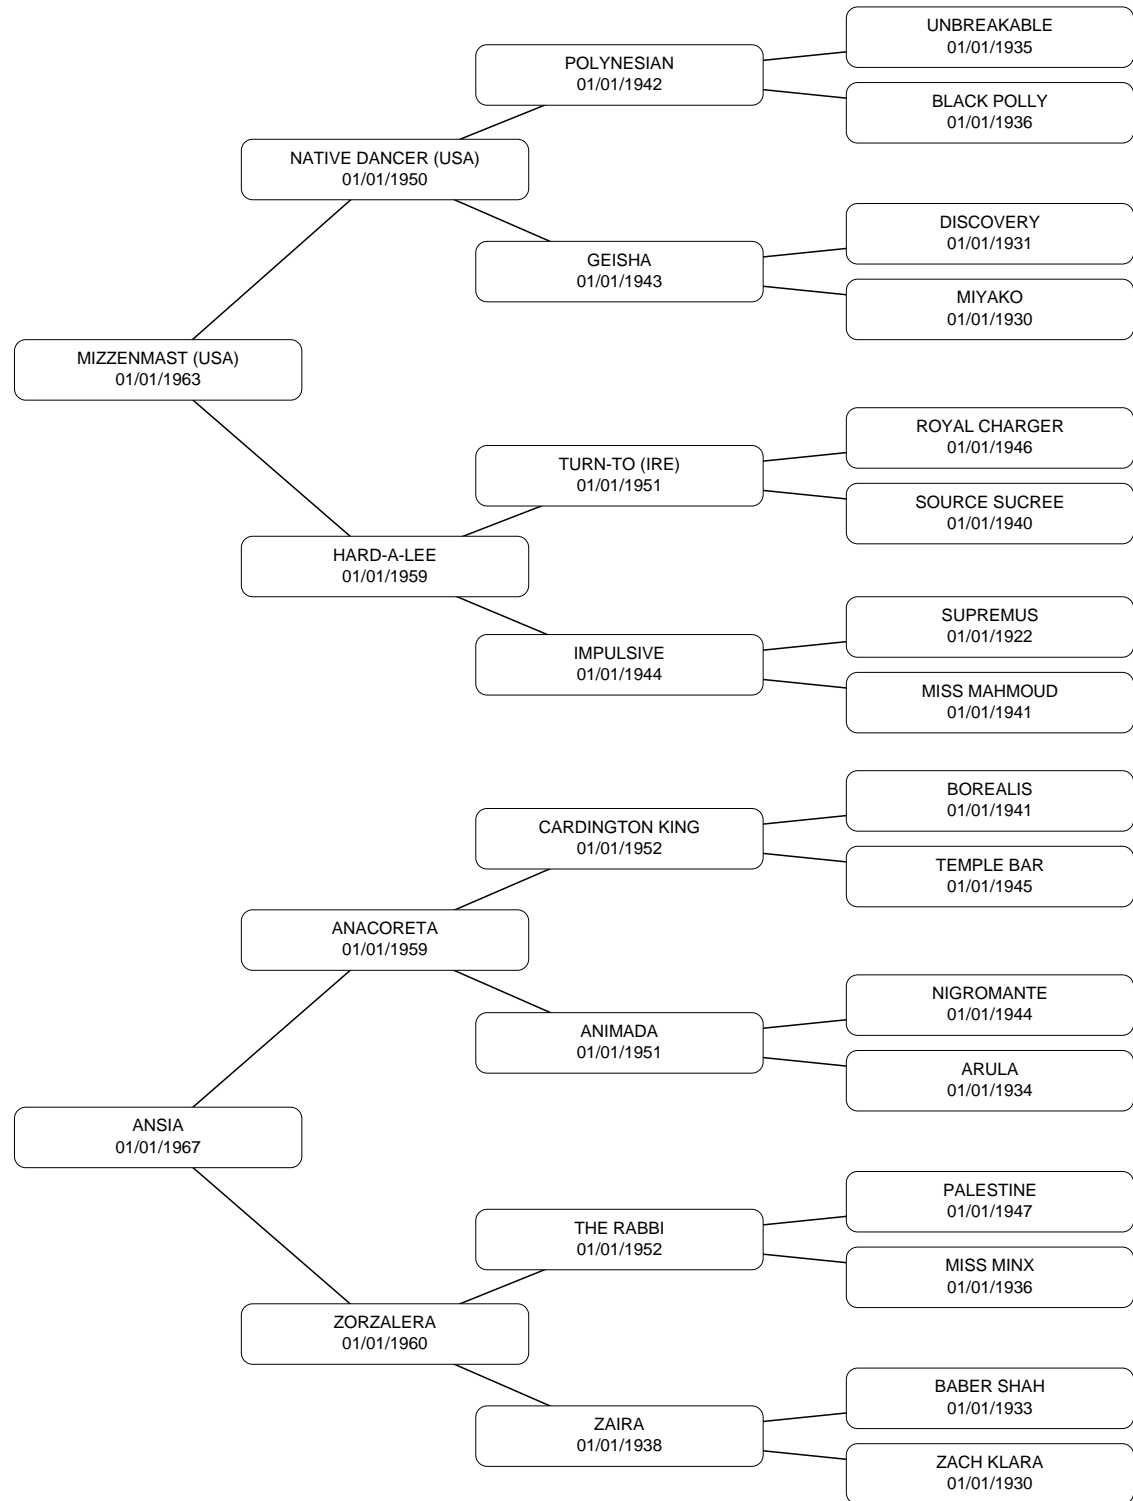 UNBREAKABLE
01/01/1935
POLYNESIAN
01/01/1942
BLACK POLLY
01/01/1936
NATIVE DANCER (USA)
01/01/1950
DISCOVERY
01/01/1931
GEISHA
01/01/1943
MIYAKO
01/01/1930
MIZZENMAST (USA)
01/01/1963
ROYAL CHARGER
01/01/1946
TURN-TO (IRE)
01/01/1951
SOURCE SUCREE
01/01/1940
HARD-A-LEE
01/01/1959
SUPREMUS
01/01/1922
IMPULSIVE
01/01/1944
MISS MAHMOUD
01/01/1941
BOREALIS
01/01/1941
CARDINGTON KING
01/01/1952
TEMPLE BAR
01/01/1945
ANACORETA
01/01/1959
NIGROMANTE
01/01/1944
ANIMADA
01/01/1951
ARULA
01/01/1934
ANSIA
01/01/1967
PALESTINE
01/01/1947
THE RABBI
01/01/1952
MISS MINX
01/01/1936
ZORZALERA
01/01/1960
BABER SHAH
01/01/1933
ZAIRA
01/01/1938
ZACH KLARA
01/01/1930